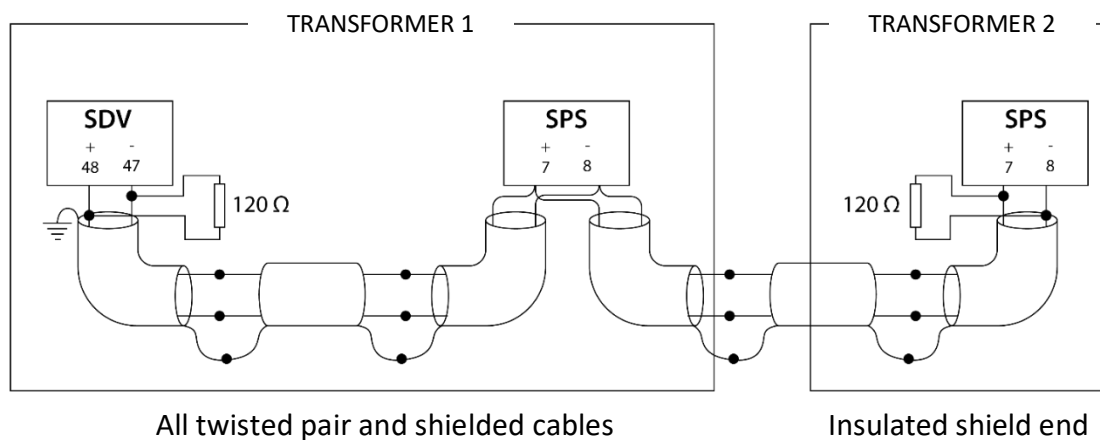 TRANSFORMER 1
TRANSFORMER 2
SDV
+ -
48 47
120 Ω
SPS
+ -
7 8
SPS
+ -
7 8
120 Ω
All twisted pair and shielded cables
Insulated shield end